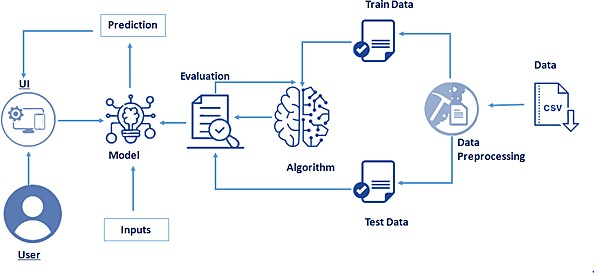 Train Data
Prediction
Data
UI
Evaluation
CSV
Data
Preprocessing
Model
Algorithm
Test Data
Inputs
User